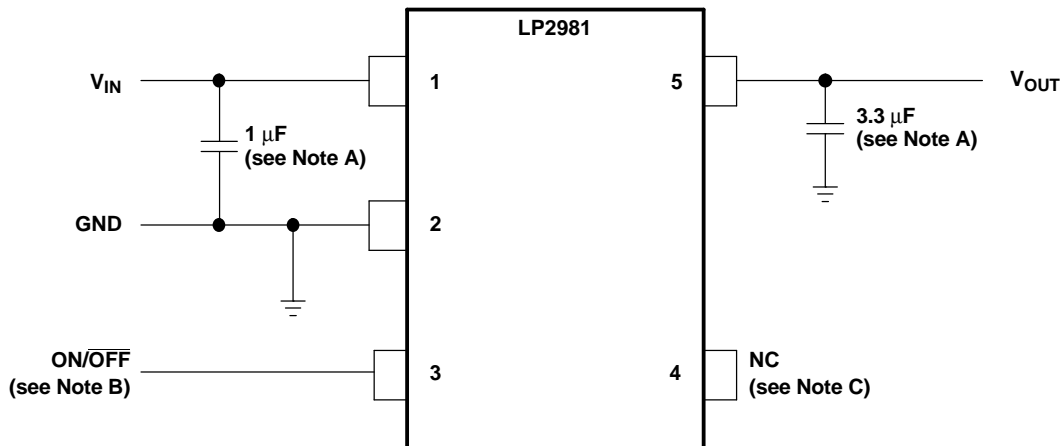 LP2981
V_IN
1
5
V_OUT
1 μF
(see Note A)
3.3 μF
(see Note A)
GND
2
ON/O̅F̅F̅
(see Note B)
3
4
NC
(see Note C)